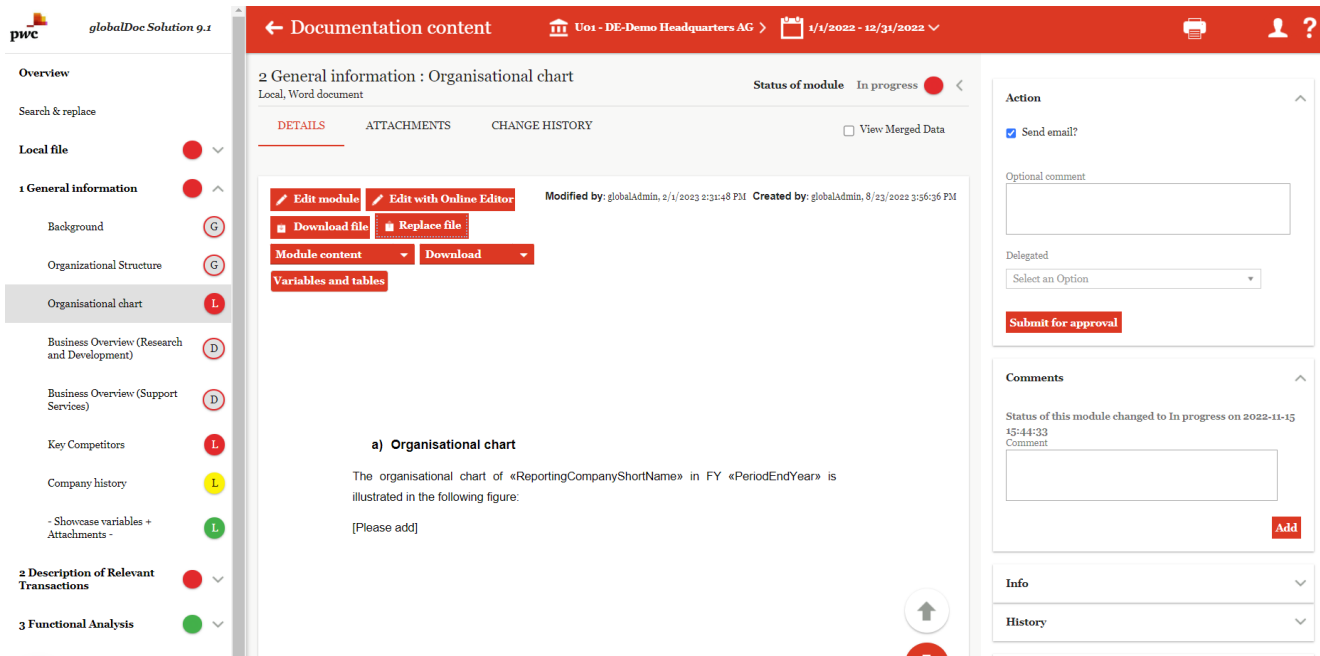 pwc
globalDoc Solution 9.1
Overview
Search & replace
Local file
1 General information
Background
G
Organizational Structure
G
Organisational chart
L
Business Overview (Research
and Development)
D
Business Overview (Support
Services)
D
Key Competitors
L
Company history
L
- Showcase variables +
Attachments -
L
2 Description of Relevant
Transactions
3 Functional Analysis
Documentation content
U01 - DE-Demo Headquarters AG
1/1/2022 - 12/31/2022
?
2 General information : Organisational chart
Local, Word document
Status of module In progress
DETAILS ATTACHMENTS CHANGE HISTORY
View Merged Data
Edit module Edit with Online Editor
Modified by: globalAdmin, 2/1/2023 2:31:48 PM Created by: globalAdmin, 8/23/2022 3:56:36 PM
Download file Replace file
Module content Download
Variables and tables
a) Organisational chart
The organisational chart of «ReportingCompanyShortName» in FY «PeriodEndYear» is
illustrated in the following figure:
[Please add]
Action
Send email?
Optional comment
Delegated
Select an Option
Submit for approval
Comments
Status of this module changed to In progress on 2022-11-15
15:44:33
Comment
Add
Info
History